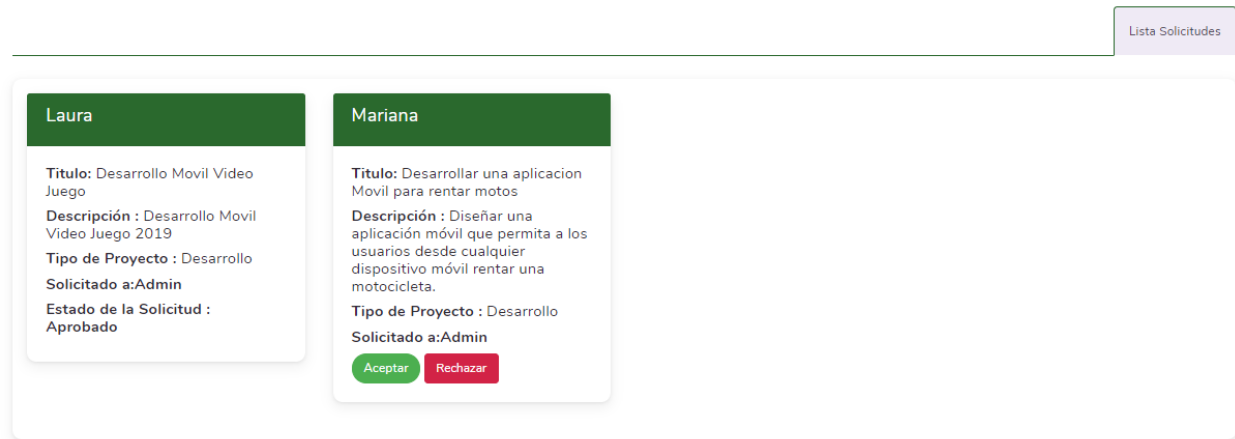 Lista Solicitudes
Laura
Titulo: Desarrollo Movil Video
Juego
Descripción : Desarrollo Movil
Video Juego 2019
Tipo de Proyecto : Desarrollo
Solicitado a:Admin
Estado de la Solicitud :
Aprobado
Mariana
Titulo: Desarrollar una aplicacion
Movil para rentar motos
Descripción : Diseñar una
aplicación móvil que permita a los
usuarios desde cualquier
dispositivo móvil rentar una
motocicleta.
Tipo de Proyecto : Desarrollo
Solicitado a:Admin
Aceptar Rechazar